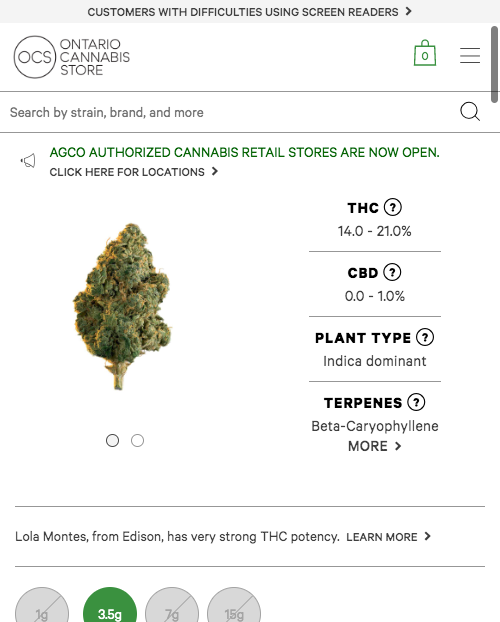 CUSTOMERS WITH DIFFICULTIES USING SCREEN READERS
OCS
ONTARIO
CANNABIS
STORE
0
Search by strain, brand, and more
AGCO AUTHORIZED CANNABIS RETAIL STORES ARE NOW OPEN.
CLICK HERE FOR LOCATIONS
THC ?
14.0 - 21.0%
CBD ?
0.0 - 1.0%
PLANT TYPE ?
Indica dominant
TERPENES ?
Beta-Caryophyllene
MORE
Lola Montes, from Edison, has very strong THC potency. LEARN MORE
1g 3.5g 7g 15g